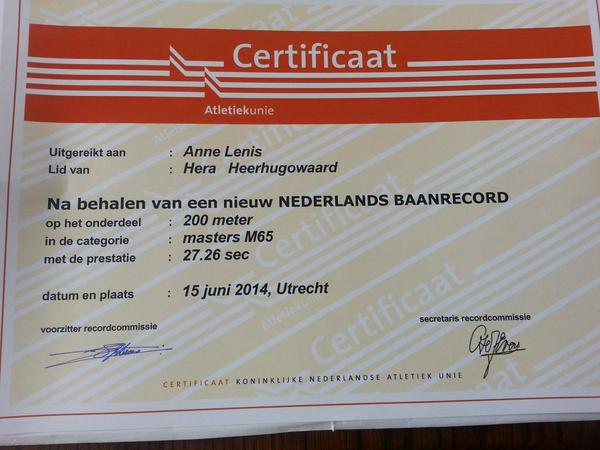 Certificaat
Atletiekunie
Uitgereikt aan : Anne Lenis
Lid van : Hera Heerhugowaard
Na behalen van een nieuw NEDERLANDS BAANRECORD
op het onderdeel : 200 meter
in de categorie : masters M65
met de prestatie : 27.26 sec
datum en plaats : 15 juni 2014, Utrecht
voorzitter recordcommissie
secretaris recordcommissie
CERTIFICAAT KONINKLIJKE NEDERLANDSE ATLETIEK UNIE